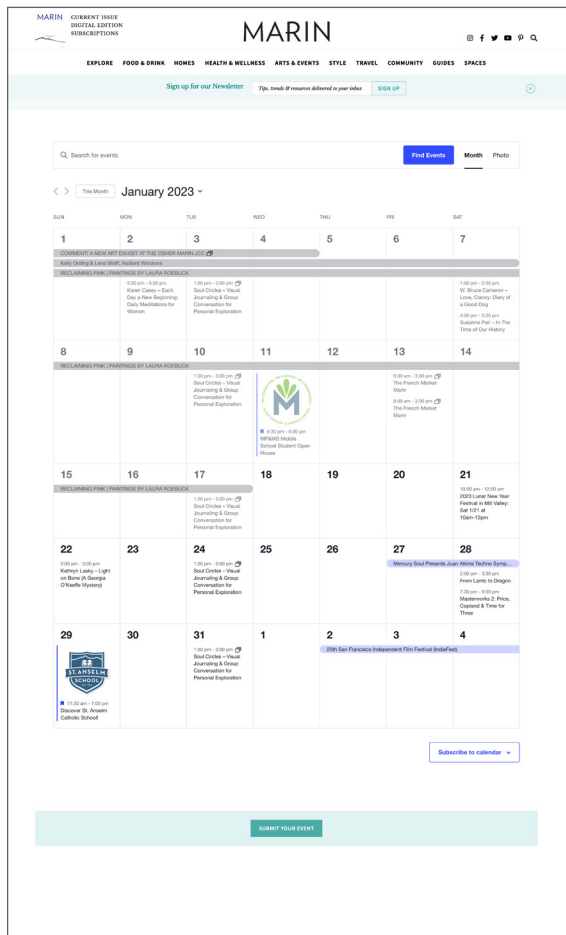 MARIN
CURRENT ISSUE
DIGITAL EDITION
SUBSCRIPTIONS
MARIN
EXPLORE FOOD & DRINK HOMES HEALTH & WELLNESS ARTS & EVENTS STYLE TRAVEL COMMUNITY GUIDES SPACES
Sign up for our Newsletter Tips, trends & resources delivered to your inbox SIGN UP
Search for events Find Events Month Photo
This Month January 2023
SUN MON TUE WED THU FRI SAT
1 2 3 4 5 6 7
COMMENT! A NEW ART EXHIBIT AT THE OSHER MARIN JCC
Kelly Ording & Lena Wolff, Radiant Windows
RECLAIMING PINK | PAINTINGS BY LAURA ROEBUCK
5:30 pm - 6:30 pm
Karen Casey – Each
Day a New Beginning:
Daily Meditations for
Women
1:30 pm - 3:00 pm
Soul Circles – Visual
Journaling & Group
Conversation for
Personal Exploration
1:00 pm - 2:30 pm
W. Bruce Cameron –
Love, Clancy: Diary of
a Good Dog
4:00 pm - 5:30 pm
Susanne Pari – In The
Time of Our History
8 9 10 11 12 13 14
RECLAIMING PINK | PAINTINGS BY LAURA ROEBUCK
1:30 pm - 3:00 pm
Soul Circles – Visual
Journaling & Group
Conversation for
Personal Exploration
M
4:30 pm - 6:00 pm
MP&MS Middle
School Student Open
House
9:00 am - 3:00 pm
The French Market
Marin
9:00 am - 3:00 pm
The French Market
Marin
15 16 17 18 19 20 21
RECLAIMING PINK | PAINTINGS BY LAURA ROEBUCK
1:30 pm - 3:00 pm
Soul Circles – Visual
Journaling & Group
Conversation for
Personal Exploration
10:00 am - 12:00 pm
2023 Lunar New Year
Festival in Mill Valley:
Sat 1/21 at
10am-12pm
22 23 24 25 26 27 28
2:00 pm - 3:00 pm
Kathryn Lasky – Light
on Bone (A Georgia
O'Keeffe Mystery)
1:30 pm - 3:00 pm
Soul Circles – Visual
Journaling & Group
Conversation for
Personal Exploration
Mercury Soul Presents Juan Atkins Techno Symp...
2:00 pm - 3:30 pm
From Lamb to Dragon
7:30 pm - 9:30 pm
Masterworks 2: Price,
Copland & Time for
Three
29 30 31 1 2 3 4
25th San Francisco Independent Film Festival (IndieFest)
ST. ANSELM
SCHOOL
11:30 am - 1:00 pm
Discover St. Anselm
Catholic School!
1:30 pm - 3:00 pm
Soul Circles – Visual
Journaling & Group
Conversation for
Personal Exploration
Subscribe to calendar
SUBMIT YOUR EVENT